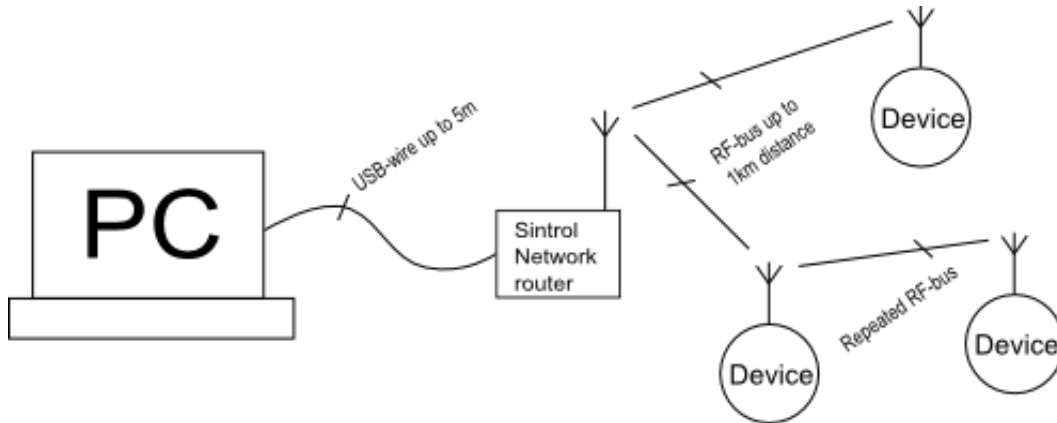 PC
USB-wire up to 5m
Sintrol
Network
router
RF-bus up to
1km distance
Device
Device
Repeated RF-bus
Device